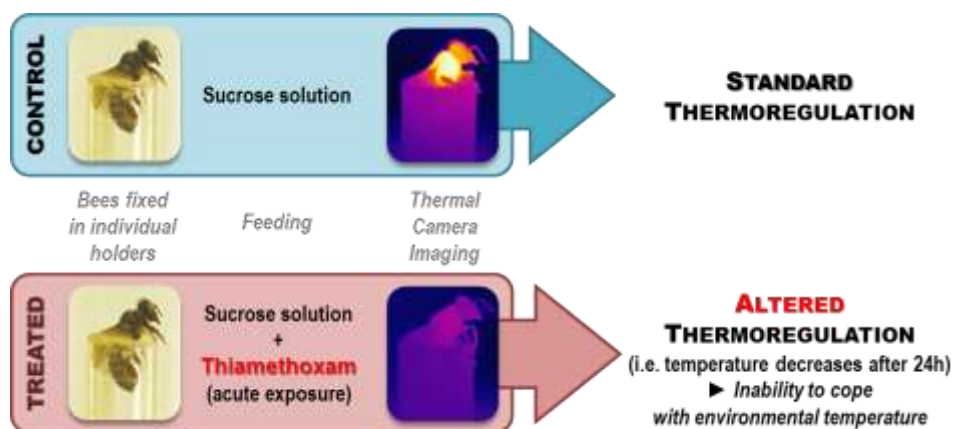 CONTROL
Sucrose solution
STANDARD
THERMOREGULATION
Bees fixed
in individual
holders
Feeding
Thermal
Camera
Imaging
TREATED
Sucrose solution
+
Thiamethoxam
(acute exposure)
ALTERED
THERMOREGULATION
(i.e. temperature decreases after 24h)
► Inability to cope
with environmental temperature